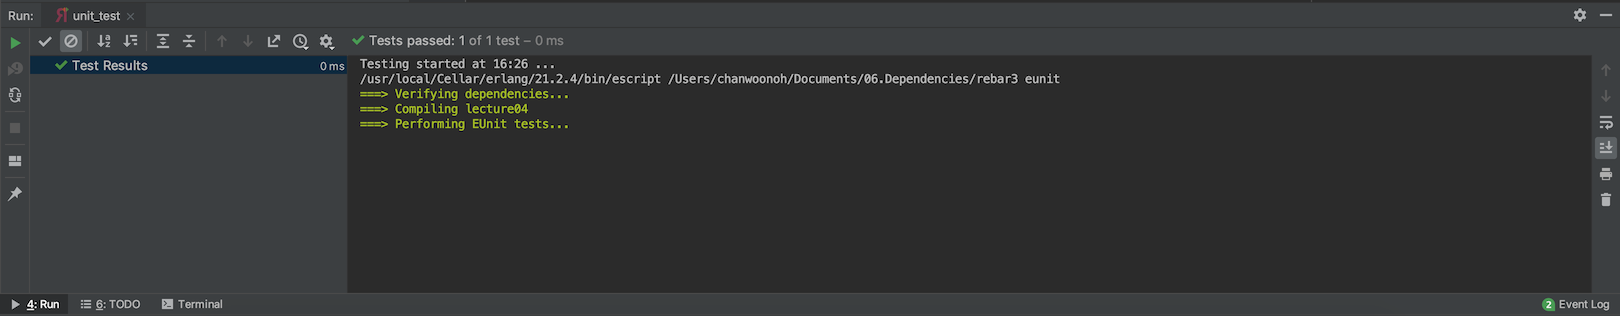 Run: unit_test
Tests passed: 1 of 1 test – 0 ms
Test Results 0 ms
Testing started at 16:26 ...
/usr/local/Cellar/erlang/21.2.4/bin/escript /Users/chanwoonoh/Documents/06.Dependencies/rebar3 eunit
===> Verifying dependencies...
===> Compiling lecture04
===> Performing EUnit tests...
4: Run 6: TODO Terminal 2 Event Log